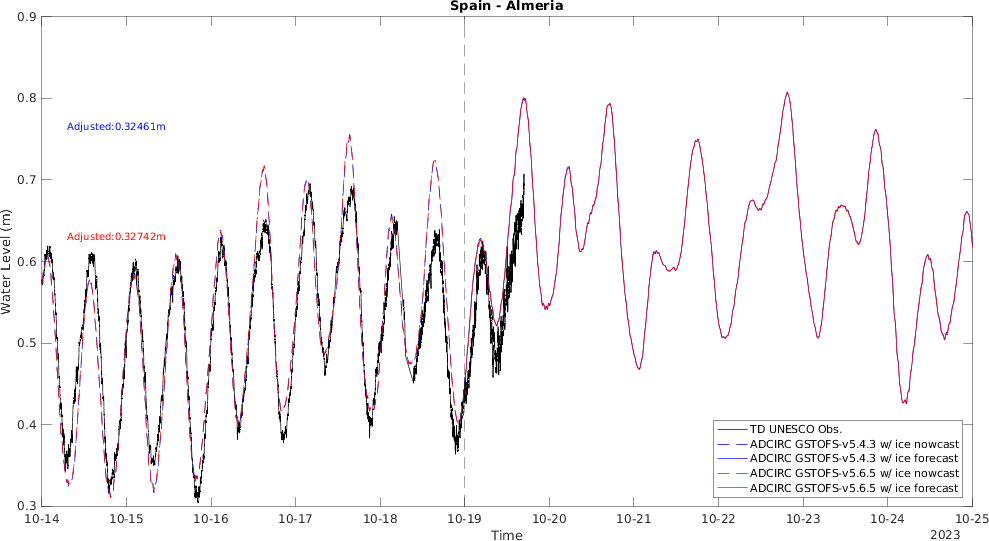 Spain - Almeria
0.9
0.8
0.7
0.6
0.5
0.4
0.3
Water Level (m)
Adjusted:0.32461m
Adjusted:0.32742m
TD UNESCO Obs.
ADCIRC GSTOFS-v5.4.3 w/ ice nowcast
ADCIRC GSTOFS-v5.4.3 w/ ice forecast
ADCIRC GSTOFS-v5.6.5 w/ ice nowcast
ADCIRC GSTOFS-v5.6.5 w/ ice forecast
10-14 10-15 10-16 10-17 10-18 10-19 10-20 10-21 10-22 10-23 10-24 10-25
Time
2023